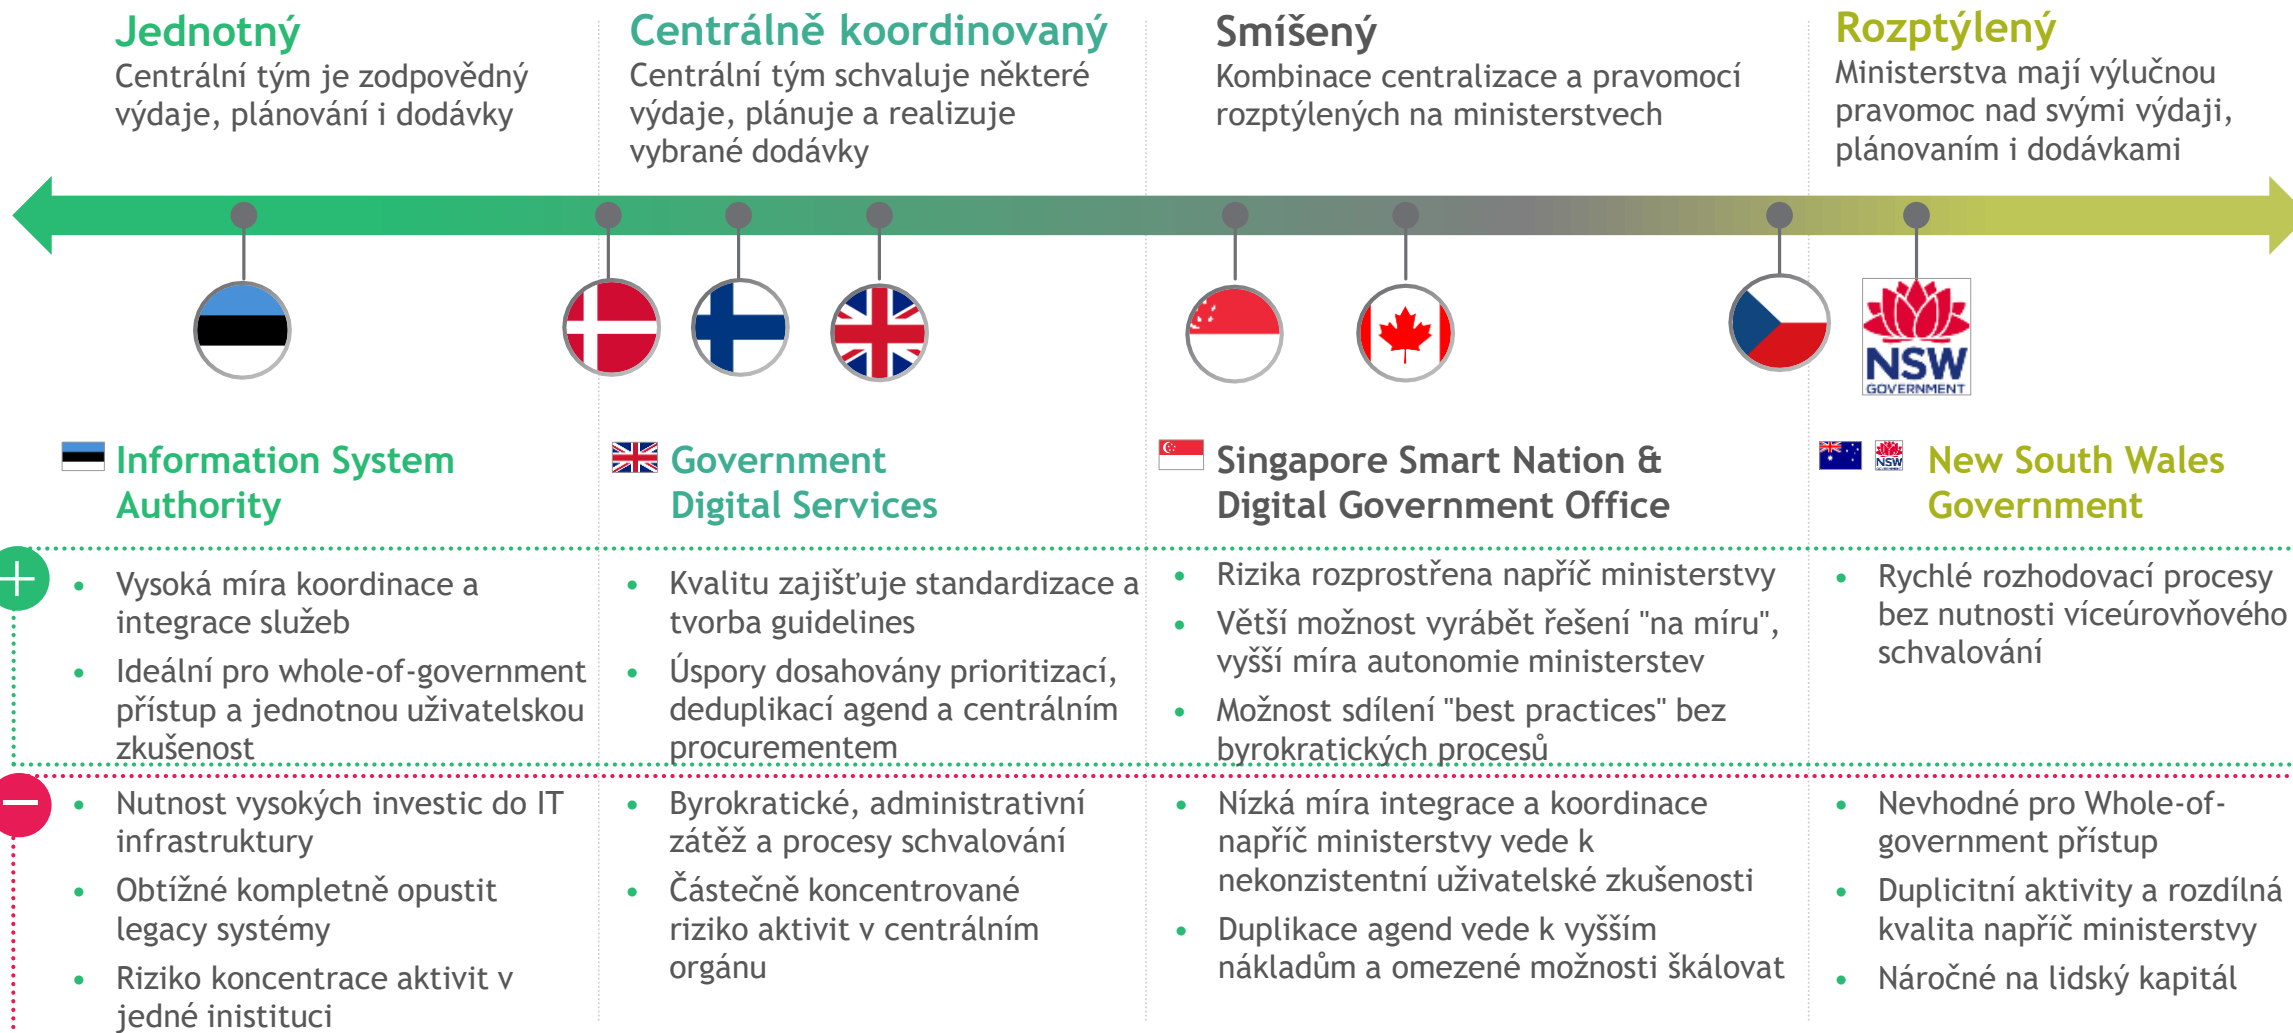 Jednotný
Centrální tým je zodpovědný
výdaje, plánování i dodávky
Centrálně koordinovaný
Centrální tým schvaluje některé
výdaje, plánuje a realizuje
vybrané dodávky
Smíšený
Kombinace centralizace a pravomocí
rozptýlených na ministerstvech
Rozptýlený
Ministerstva mají výlučnou
pravomoc nad svými výdaji,
plánovaním i dodávkami
NSW
GOVERNMENT
Information System
Authority
Government
Digital Services
Singapore Smart Nation &
Digital Government Office
NSW
New South Wales
Government
• Vysoká míra koordinace a
integrace služeb
• Ideální pro whole-of-government
přístup a jednotnou uživatelskou
zkušenost
• Kvalitu zajišťuje standardizace a
tvorba guidelines
• Úspory dosahovány prioritizací,
deduplikací agend a centrálním
procurementem
• Rizika rozprostřena napříč ministerstvy
• Větší možnost vyrábět řešení "na míru",
vyšší míra autonomie ministerstev
• Možnost sdílení "best practices" bez
byrokratických procesů
• Rychlé rozhodovací procesy
bez nutnosti víceúrovňového
schvalování
• Nutnost vysokých investic do IT
infrastruktury
• Obtížné kompletně opustit
legacy systémy
• Riziko koncentrace aktivit v
jedné inistituci
• Byrokratické, administrativní
zátěž a procesy schvalování
• Částečně koncentrované
riziko aktivit v centrálním
orgánu
• Nízká míra integrace a koordinace
napříč ministerstvy vede k
nekonzistentní uživatelské zkušenosti
• Duplikace agend vede k vyšším
nákladům a omezené možnosti škálovat
• Nevhodné pro Whole-of-
government přístup
• Duplicitní aktivity a rozdílná
kvalita napříč ministerstvy
• Náročné na lidský kapitál